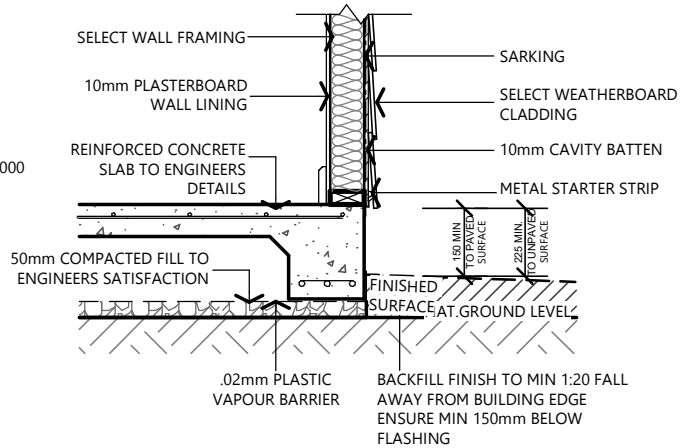 SELECT WALL FRAMING
10mm PLASTERBOARD
WALL LINING
REINFORCED CONCRETE
SLAB TO ENGINEERS
DETAILS
000
50mm COMPACTED FILL TO
ENGINEERS SATISFACTION
.02mm PLASTIC
VAPOUR BARRIER
SARKING
SELECT WEATHERBOARD
CLADDING
10mm CAVITY BATTEN
METAL STARTER STRIP
150 MIN
TO PAVED
SURFACE
225 MIN.
TO UNPAVED
SURFACE
FINISHED
SURFACE
AT.GROUND LEVEL
BACKFILL FINISH TO MIN 1:20 FALL
AWAY FROM BUILDING EDGE
ENSURE MIN 150mm BELOW
FLASHING